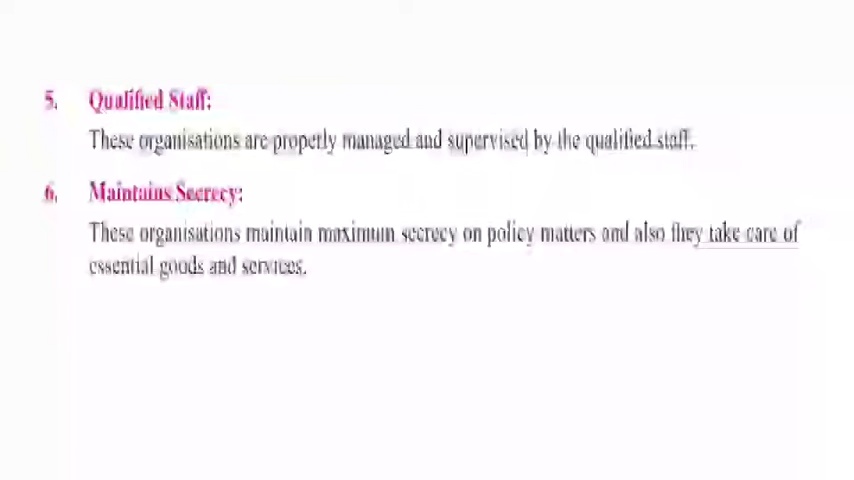 5. Qualified Staff:
These organisations are properly managed and supervised by the qualified staff.
6. Maintains Secrecy:
These organisations maintain maximum secrecy on policy matters and also they take care of
essential goods and services.